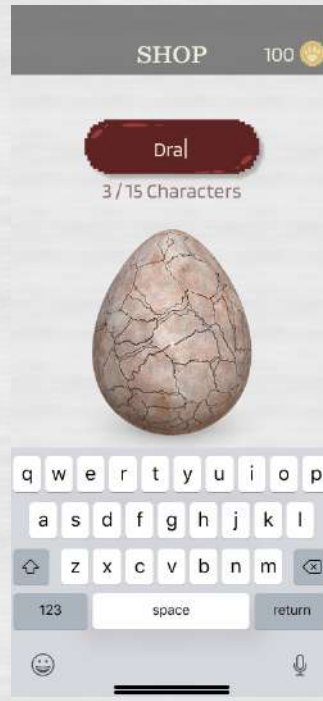 SHOP 100
Dra
3 / 15 Characters
q w e r t y u i o p
a s d f g h j k l
z x c v b n m
123 space return